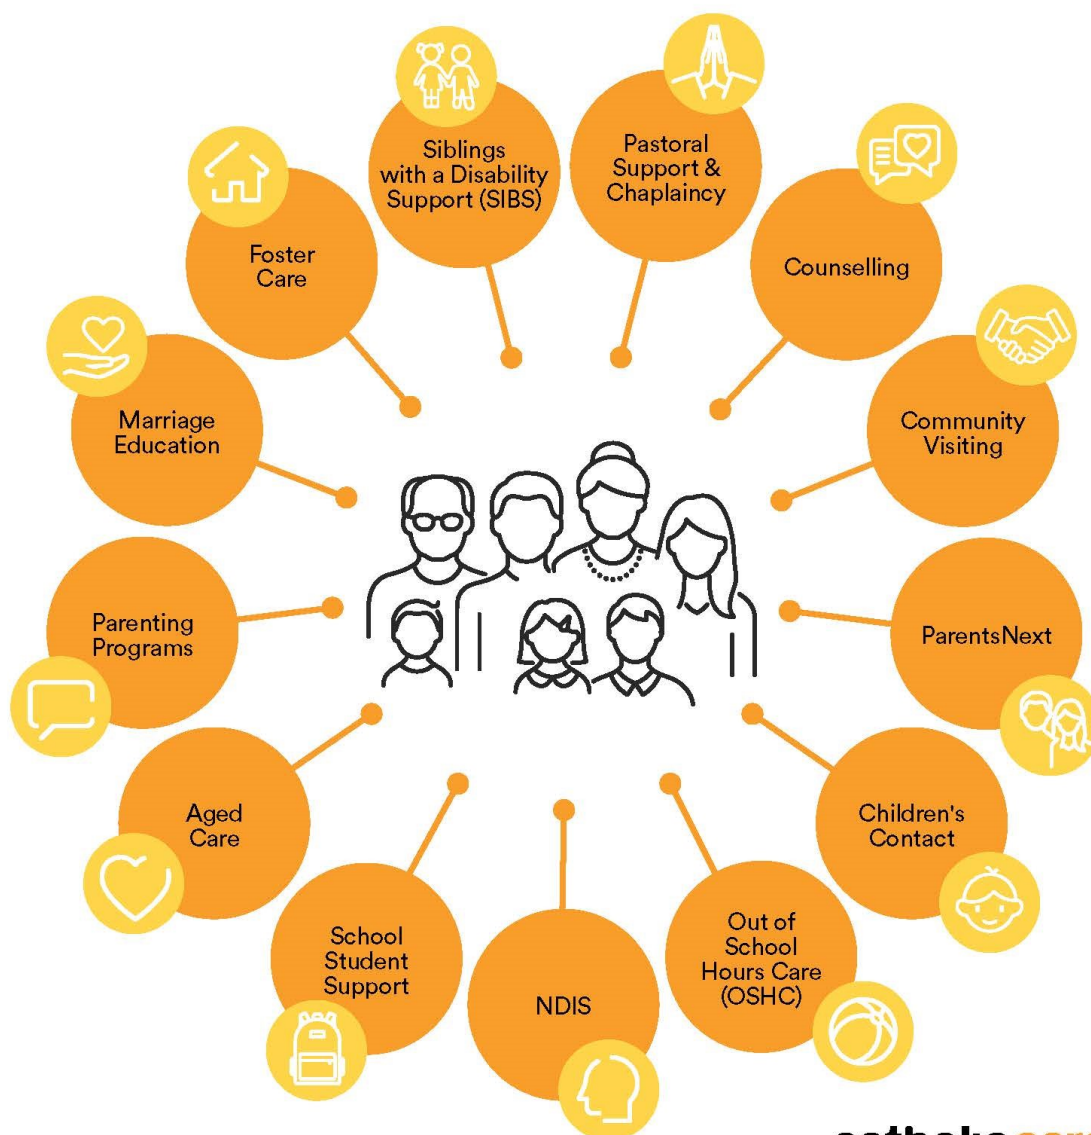 Siblings
with a Disability
Support (SIBS)
Pastoral
Support &
Chaplaincy
Counselling
Community
Visiting
ParentsNext
Children's
Contact
Out of
School
Hours Care
(OSHC)
NDIS
School
Student
Support
Aged
Care
Parenting
Programs
Marriage
Education
Foster
Care